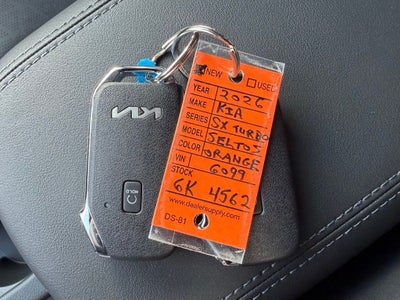 KIA
HOLD
NEW USED
YEAR 2026
MAKE KIA
SERIES SX TURBO
MODEL SELTOS
COLOR ORANGE
VIN 6099
STOCK 6K 4562
www.dealersupply.com
DS-81